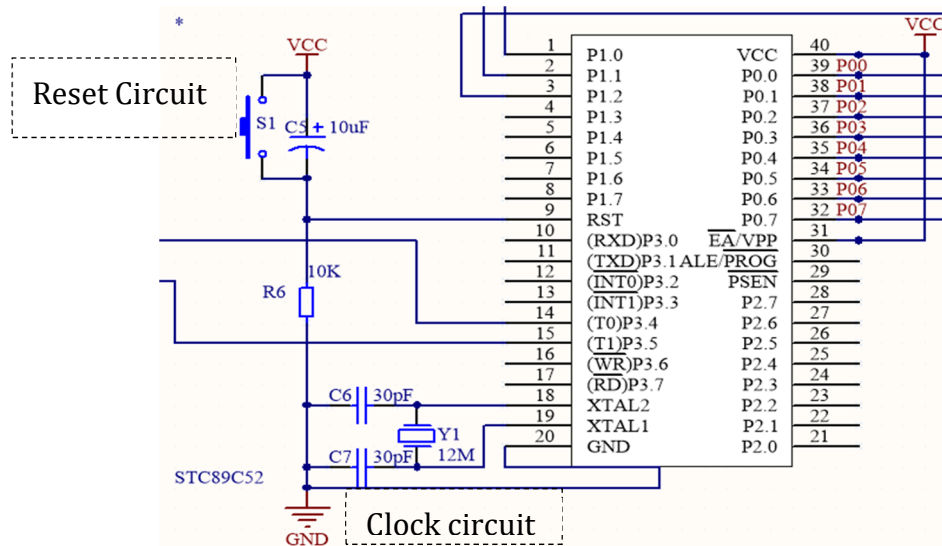 *
VCC
VCC
Reset Circuit
S1
C5
+
10uF
10K
R6
C6
30pF
Y1
12M
C7
30pF
STC89C52
GND
Clock circuit
1 P1.0 VCC 40
2 P1.1 P0.0 39 P00
3 P1.2 P0.1 38 P01
4 P1.3 P0.2 37 P02
5 P1.4 P0.3 36 P03
6 P1.5 P0.4 35 P04
7 P1.6 P0.5 34 P05
8 P1.7 P0.6 33 P06
9 RST P0.7 32 P07
10 (RXD)P3.0 EA/VPP 31
11 (TXD)P3.1 ALE/PROG 30
12 (INT0)P3.2 PSEN 29
13 (INT1)P3.3 P2.7 28
14 (T0)P3.4 P2.6 27
15 (T1)P3.5 P2.5 26
16 (WR)P3.6 P2.4 25
17 (RD)P3.7 P2.3 24
18 XTAL2 P2.2 23
19 XTAL1 P2.1 22
20 GND P2.0 21